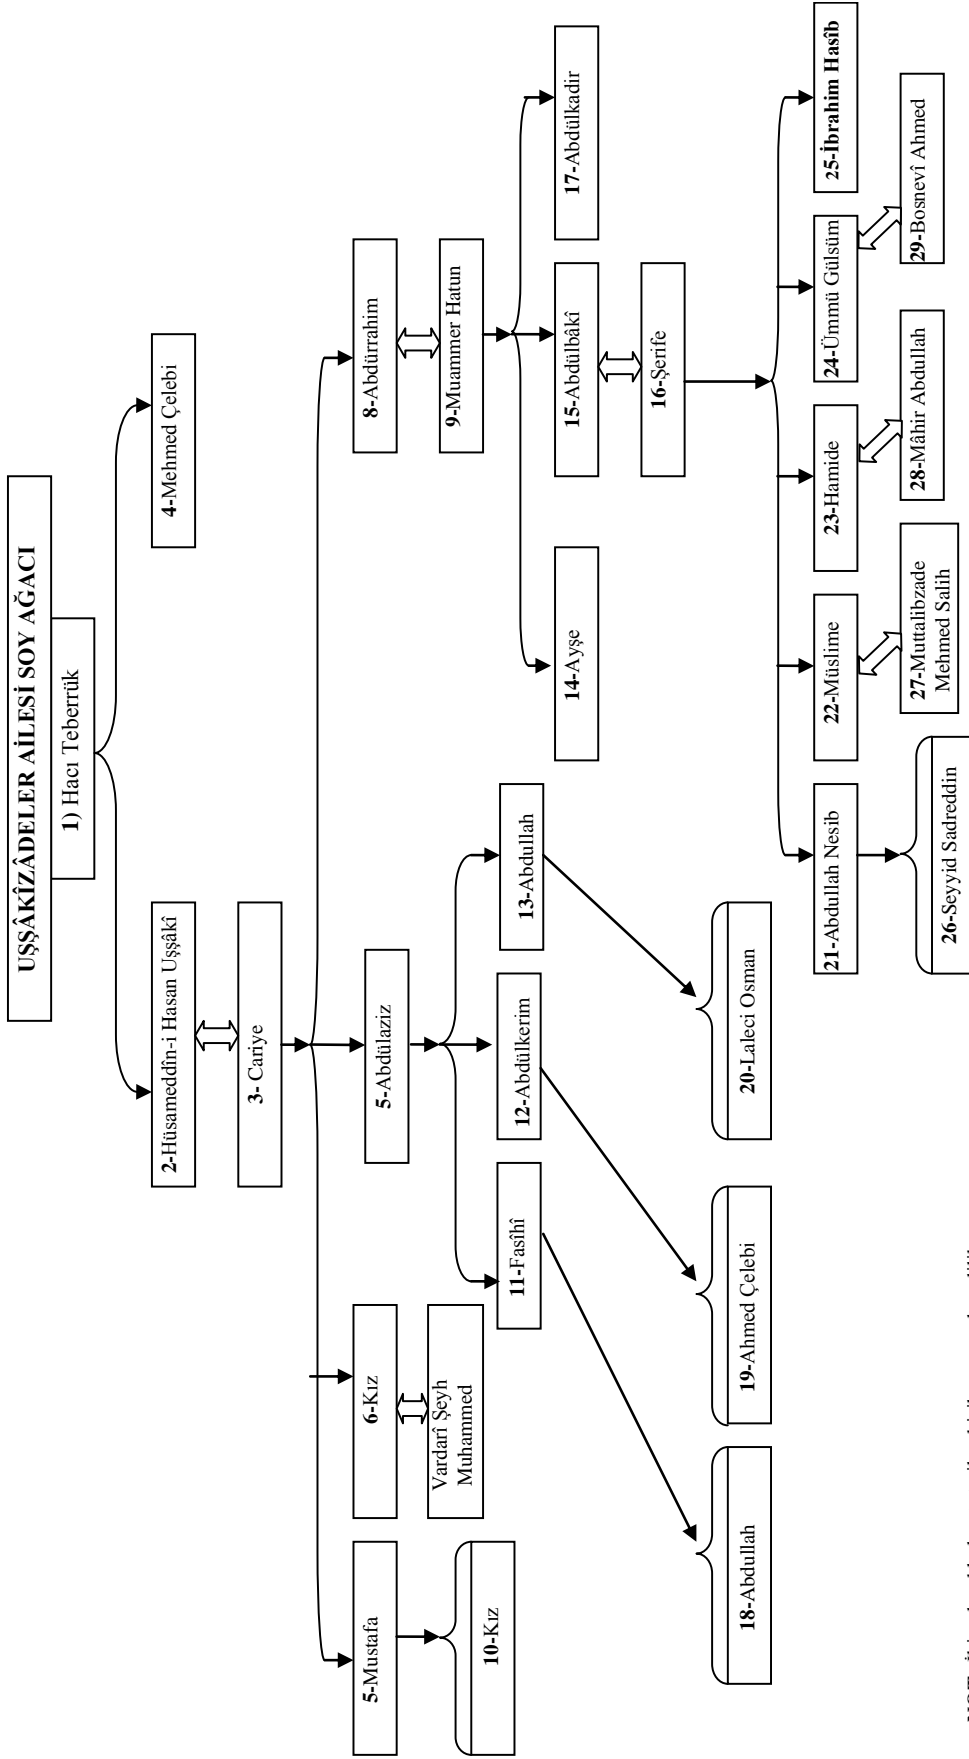 UŞŞÂKÎZÂDELER AİLESİ SOY AĞACI
1) Hacı Teberrük
2-Hüsameddîn-i Hasan Uşşâkî
4-Mehmed Çelebi
3- Cariye
5-Mustafa
6-Kız
5-Abdülaziz
8-Abdürrahim
Vardarî Şeyh
Muhammed
9-Muammer Hatun
10-Kız
11-Fasîhî
12-Abdülkerim
13-Abdullah
14-Ayşe
15-Abdülbâkî
17-Abdülkadir
16-Şerife
18-Abdullah
19-Ahmed Çelebi
20-Laleci Osman
21-Abdullah Nesib
22-Müslime
23-Hamide
24-Ümmü Gülsüm
25-İbrahim Hasîb
26-Seyyid Sadreddin
27-Muttalibzade
Mehmed Salih
28-Mâhir Abdullah
29-Bosnevî Ahmed